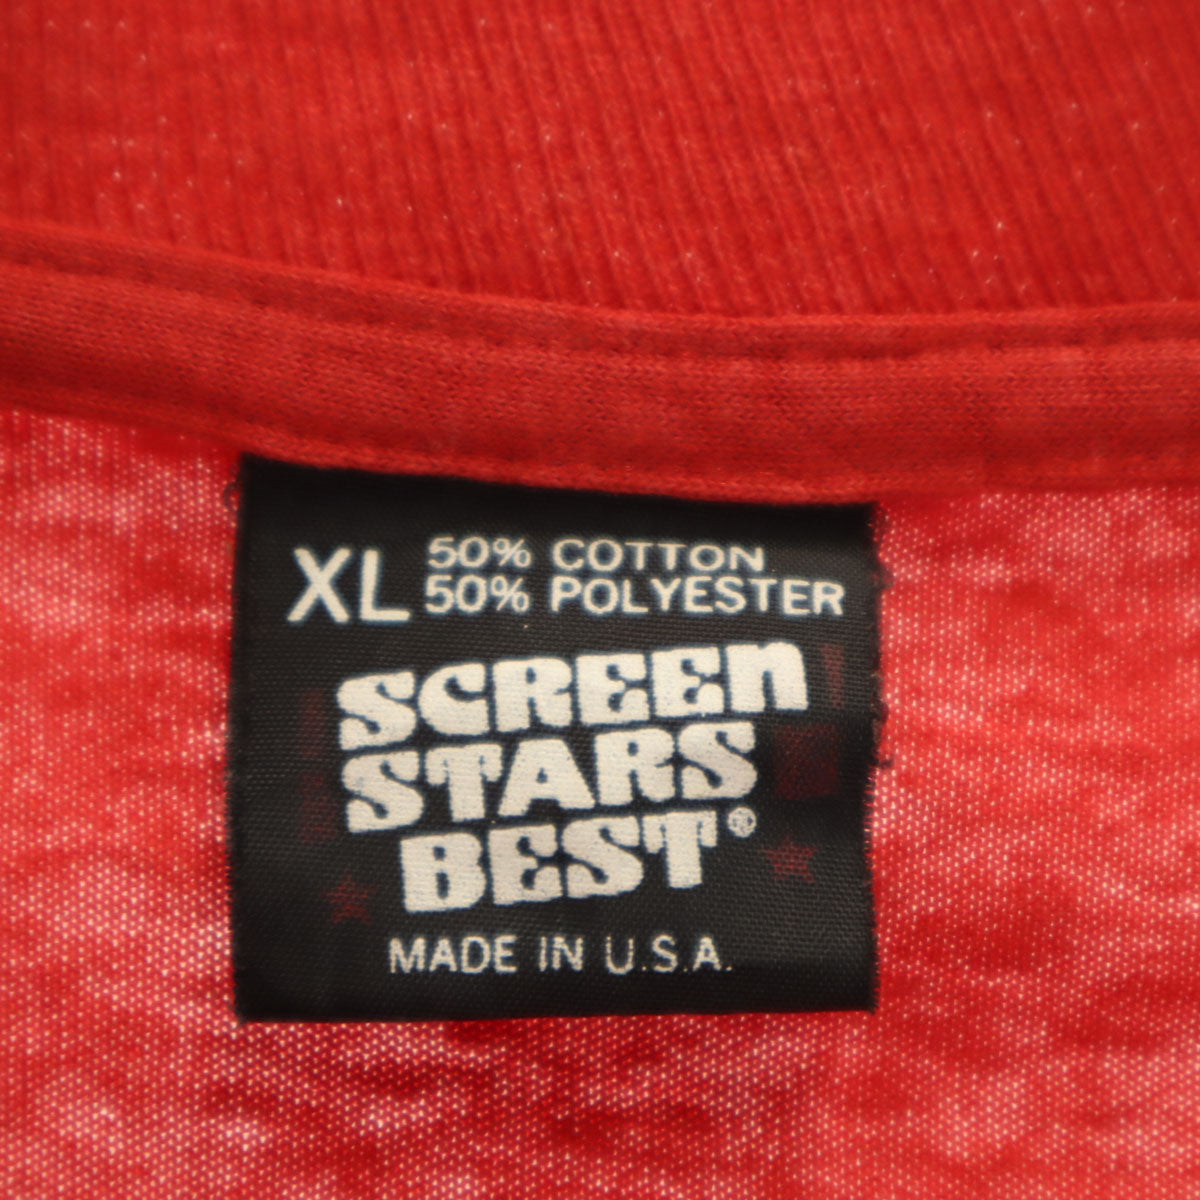 XL 50% COTTON
50% POLYESTER
SCREEN
STARS
BEST®
MADE IN U.S.A.